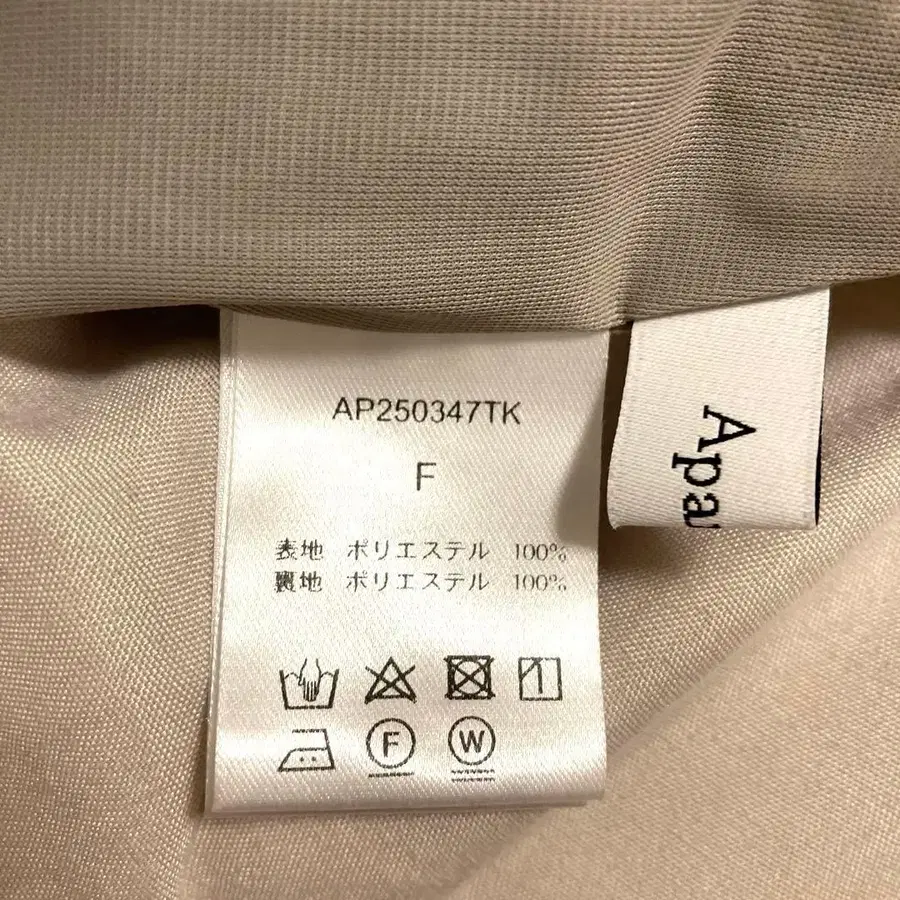 AP250347TK
F
表地 ポリエステル 100%
裏地 ポリエステル 100%
F W
Apa